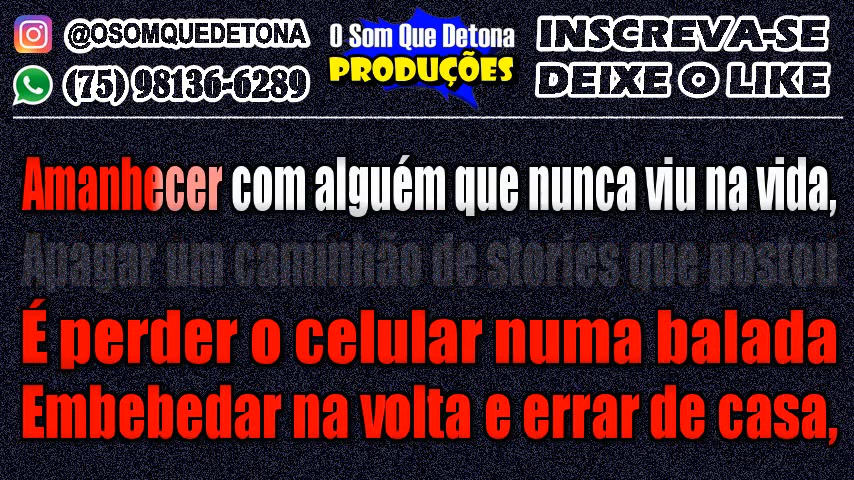 @OSOMQUEDETONA
(75) 98136-6289
O Som Que Detona
PRODUÇÕES
INSCREVA-SE
DEIXE O LIKE
Amanhecer com alguém que nunca viu na vida,
Apagar um caminhão de stories que postou
É perder o celular numa balada
Embebedar na volta e errar de casa,